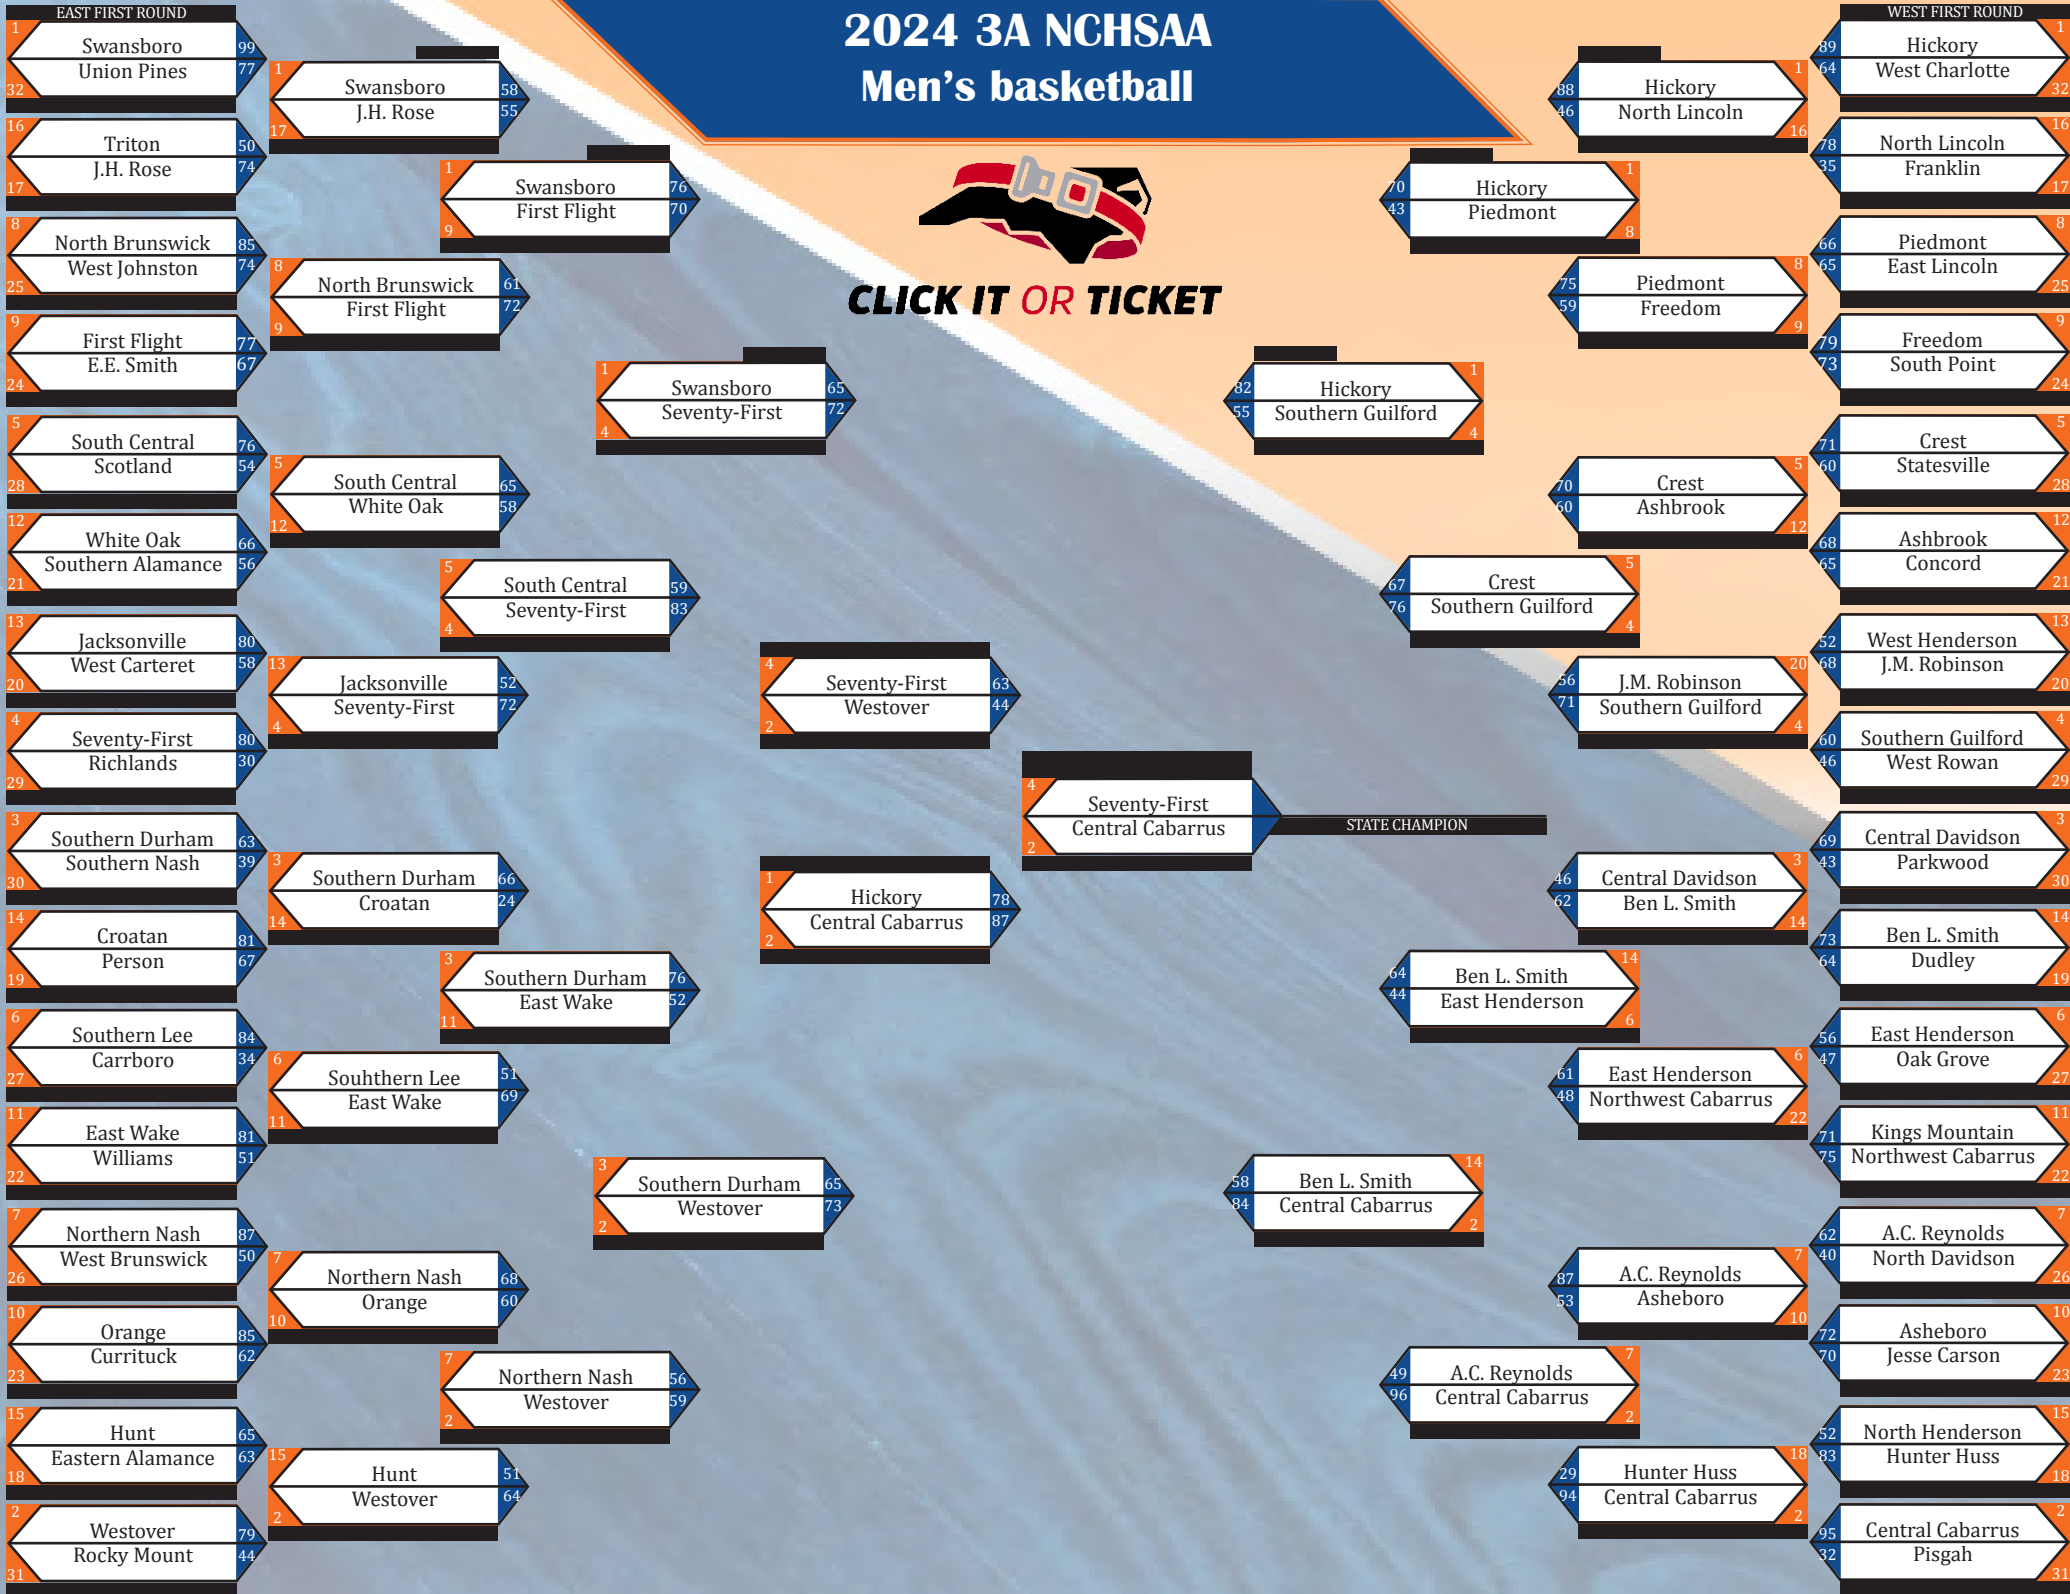 2024 3A NCHSAA
Men's basketball
CLICK IT OR TICKET
EAST FIRST ROUND
1 Swansboro 99
32 Union Pines 77
16 Triton 50
17 J.H. Rose 74
8 North Brunswick 85
25 West Johnston 74
9 First Flight 77
24 E.E. Smith 67
5 South Central 76
28 Scotland 54
12 White Oak 66
21 Southern Alamance 56
13 Jacksonville 80
20 West Carteret 58
4 Seventy-First 80
29 Richlands 30
3 Southern Durham 63
30 Southern Nash 39
14 Croatan 81
19 Person 67
6 Southern Lee 84
27 Carrboro 34
11 East Wake 81
22 Williams 51
7 Northern Nash 87
26 West Brunswick 50
10 Orange 85
23 Currituck 62
15 Hunt 65
18 Eastern Alamance 63
2 Westover 79
31 Rocky Mount 44
1 Swansboro 58
17 J.H. Rose 55
8 North Brunswick 61
9 First Flight 72
5 South Central 65
12 White Oak 58
13 Jacksonville 52
4 Seventy-First 72
3 Southern Durham 66
14 Croatan 24
6 Souhthern Lee 51
11 East Wake 69
7 Northern Nash 68
10 Orange 60
15 Hunt 51
2 Westover 64
1 Swansboro 76
9 First Flight 70
5 South Central 59
4 Seventy-First 83
3 Southern Durham 76
11 East Wake 52
7 Northern Nash 56
2 Westover 59
1 Swansboro 65
4 Seventy-First 72
3 Southern Durham 65
2 Westover 73
4 Seventy-First 63
2 Westover 44
4 Seventy-First
2 Central Cabarrus
STATE CHAMPION
1 Hickory 78
2 Central Cabarrus 87
82 Hickory 1
55 Southern Guilford 4
58 Ben L. Smith 14
84 Central Cabarrus 2
70 Hickory 1
43 Piedmont 8
67 Crest 5
76 Southern Guilford 4
64 Ben L. Smith 14
44 East Henderson 6
49 A.C. Reynolds 7
96 Central Cabarrus 2
88 Hickory 1
46 North Lincoln 16
75 Piedmont 8
59 Freedom 9
70 Crest 5
60 Ashbrook 12
56 J.M. Robinson 20
71 Southern Guilford 4
46 Central Davidson 3
62 Ben L. Smith 14
61 East Henderson 6
48 Northwest Cabarrus 22
87 A.C. Reynolds 7
53 Asheboro 10
29 Hunter Huss 18
94 Central Cabarrus 2
WEST FIRST ROUND
89 Hickory 1
64 West Charlotte 32
78 North Lincoln 16
35 Franklin 17
66 Piedmont 8
65 East Lincoln 25
79 Freedom 9
73 South Point 24
71 Crest 5
60 Statesville 28
68 Ashbrook 12
65 Concord 21
52 West Henderson 13
68 J.M. Robinson 20
60 Southern Guilford 4
46 West Rowan 29
69 Central Davidson 3
43 Parkwood 30
73 Ben L. Smith 14
64 Dudley 19
56 East Henderson 6
47 Oak Grove 27
71 Kings Mountain 11
75 Northwest Cabarrus 22
62 A.C. Reynolds 7
40 North Davidson 26
72 Asheboro 10
70 Jesse Carson 23
52 North Henderson 15
83 Hunter Huss 18
95 Central Cabarrus 2
32 Pisgah 31